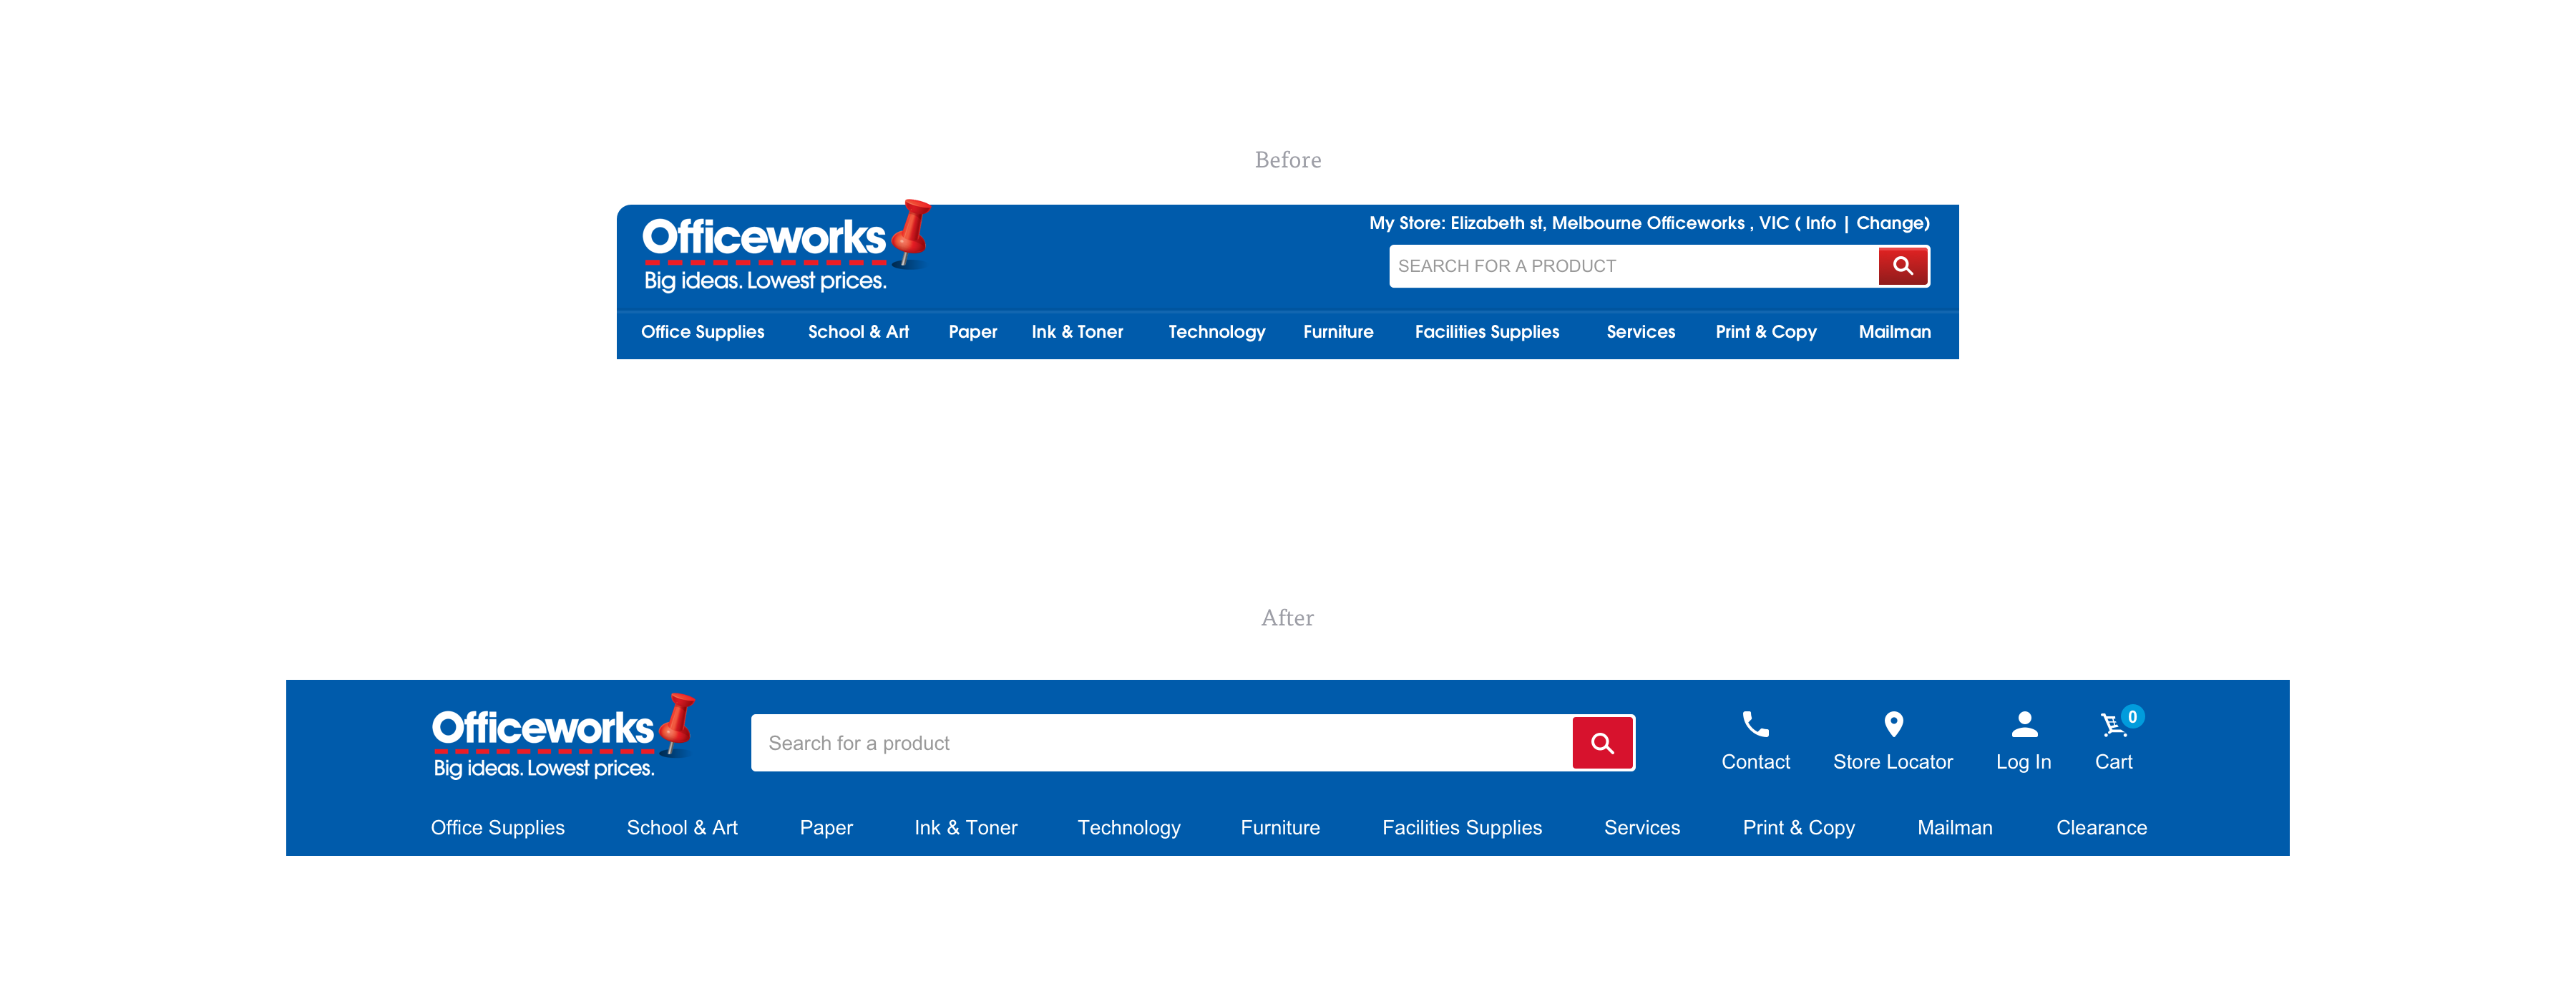 Before
Officeworks
Big ideas. Lowest prices.
My Store: Elizabeth st, Melbourne Officeworks , VIC ( Info | Change)
SEARCH FOR A PRODUCT
Office Supplies School & Art Paper Ink & Toner Technology Furniture Facilities Supplies Services Print & Copy Mailman
After
Officeworks
Big ideas. Lowest prices.
Search for a product
0
Contact Store Locator Log In Cart
Office Supplies School & Art Paper Ink & Toner Technology Furniture Facilities Supplies Services Print & Copy Mailman Clearance